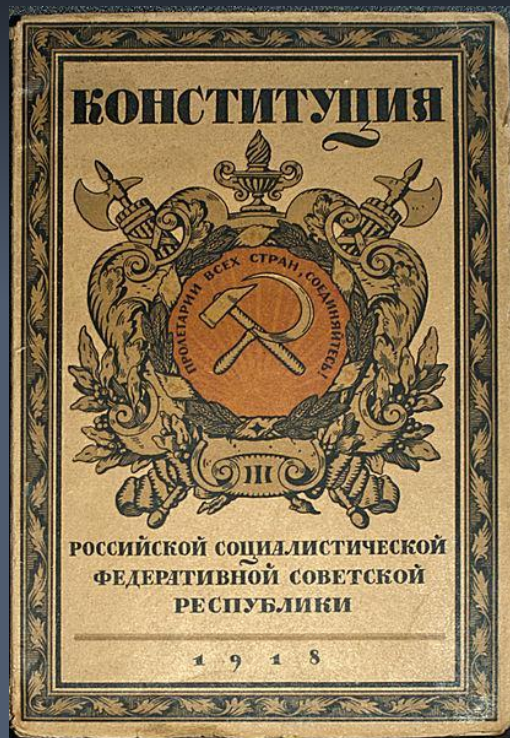 КОНСТИТУЦИЯ
ПРОЛЕТАРИИ ВСЕХ СТРАН, СОЕДИНЯЙТЕСЬ!
III
РОССИЙСКОЙ СОЦИАЛИСТИЧЕСКОЙ
ФЕДЕРАТИВНОЙ СОВЕТСКОЙ
РЕСПУБЛИКИ
1918